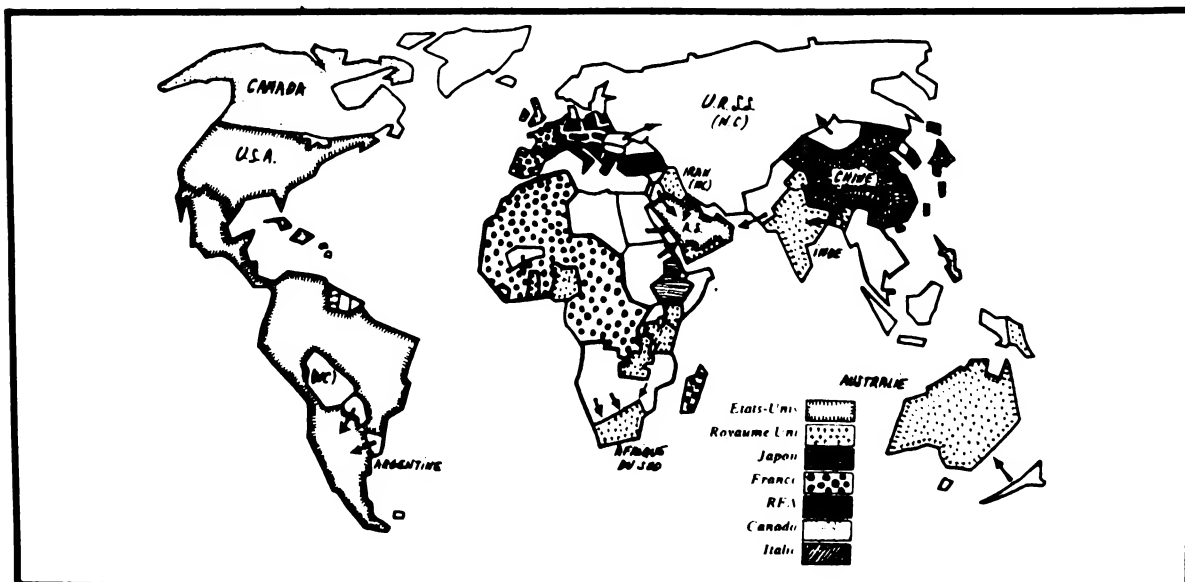 CANADA
U.S.A.
U.R.S.S
(N.C)
IRAN
(NC)
CHINE
A.S.
INDE
(NC)
AUSTRALIE
ARGENTINE
AFRIQUE
DU SUD
Etats-Unis
Royaume Uni
Japon
France
RFA
Canada
Italie